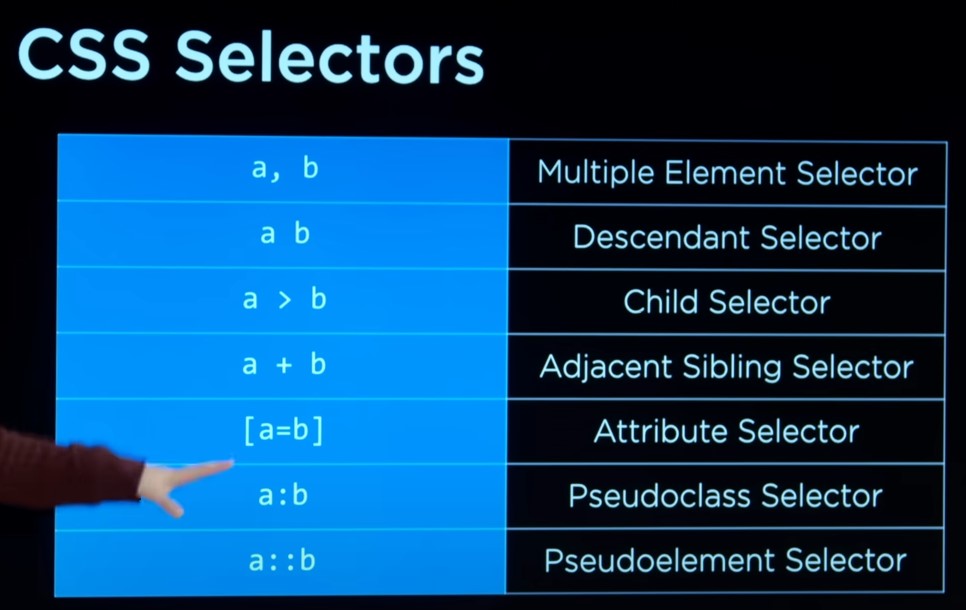 CSS Selectors
a, b Multiple Element Selector
a b Descendant Selector
a > b Child Selector
a + b Adjacent Sibling Selector
[a=b] Attribute Selector
a:b Pseudoclass Selector
a::b Pseudoelement Selector